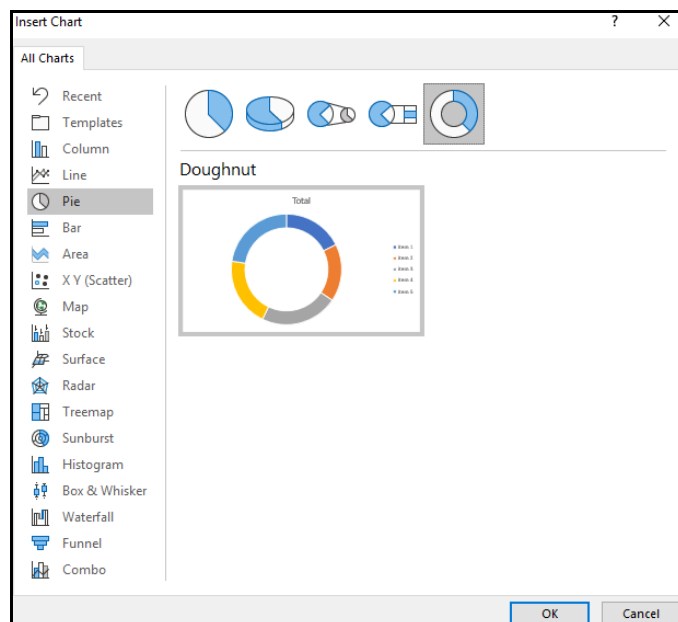 Insert Chart
?
All Charts
Recent
Templates
Column
Line
Pie
Bar
Area
X Y (Scatter)
Map
Stock
Surface
Radar
Treemap
Sunburst
Histogram
Box & Whisker
Waterfall
Funnel
Combo
Doughnut
Total
OK
Cancel